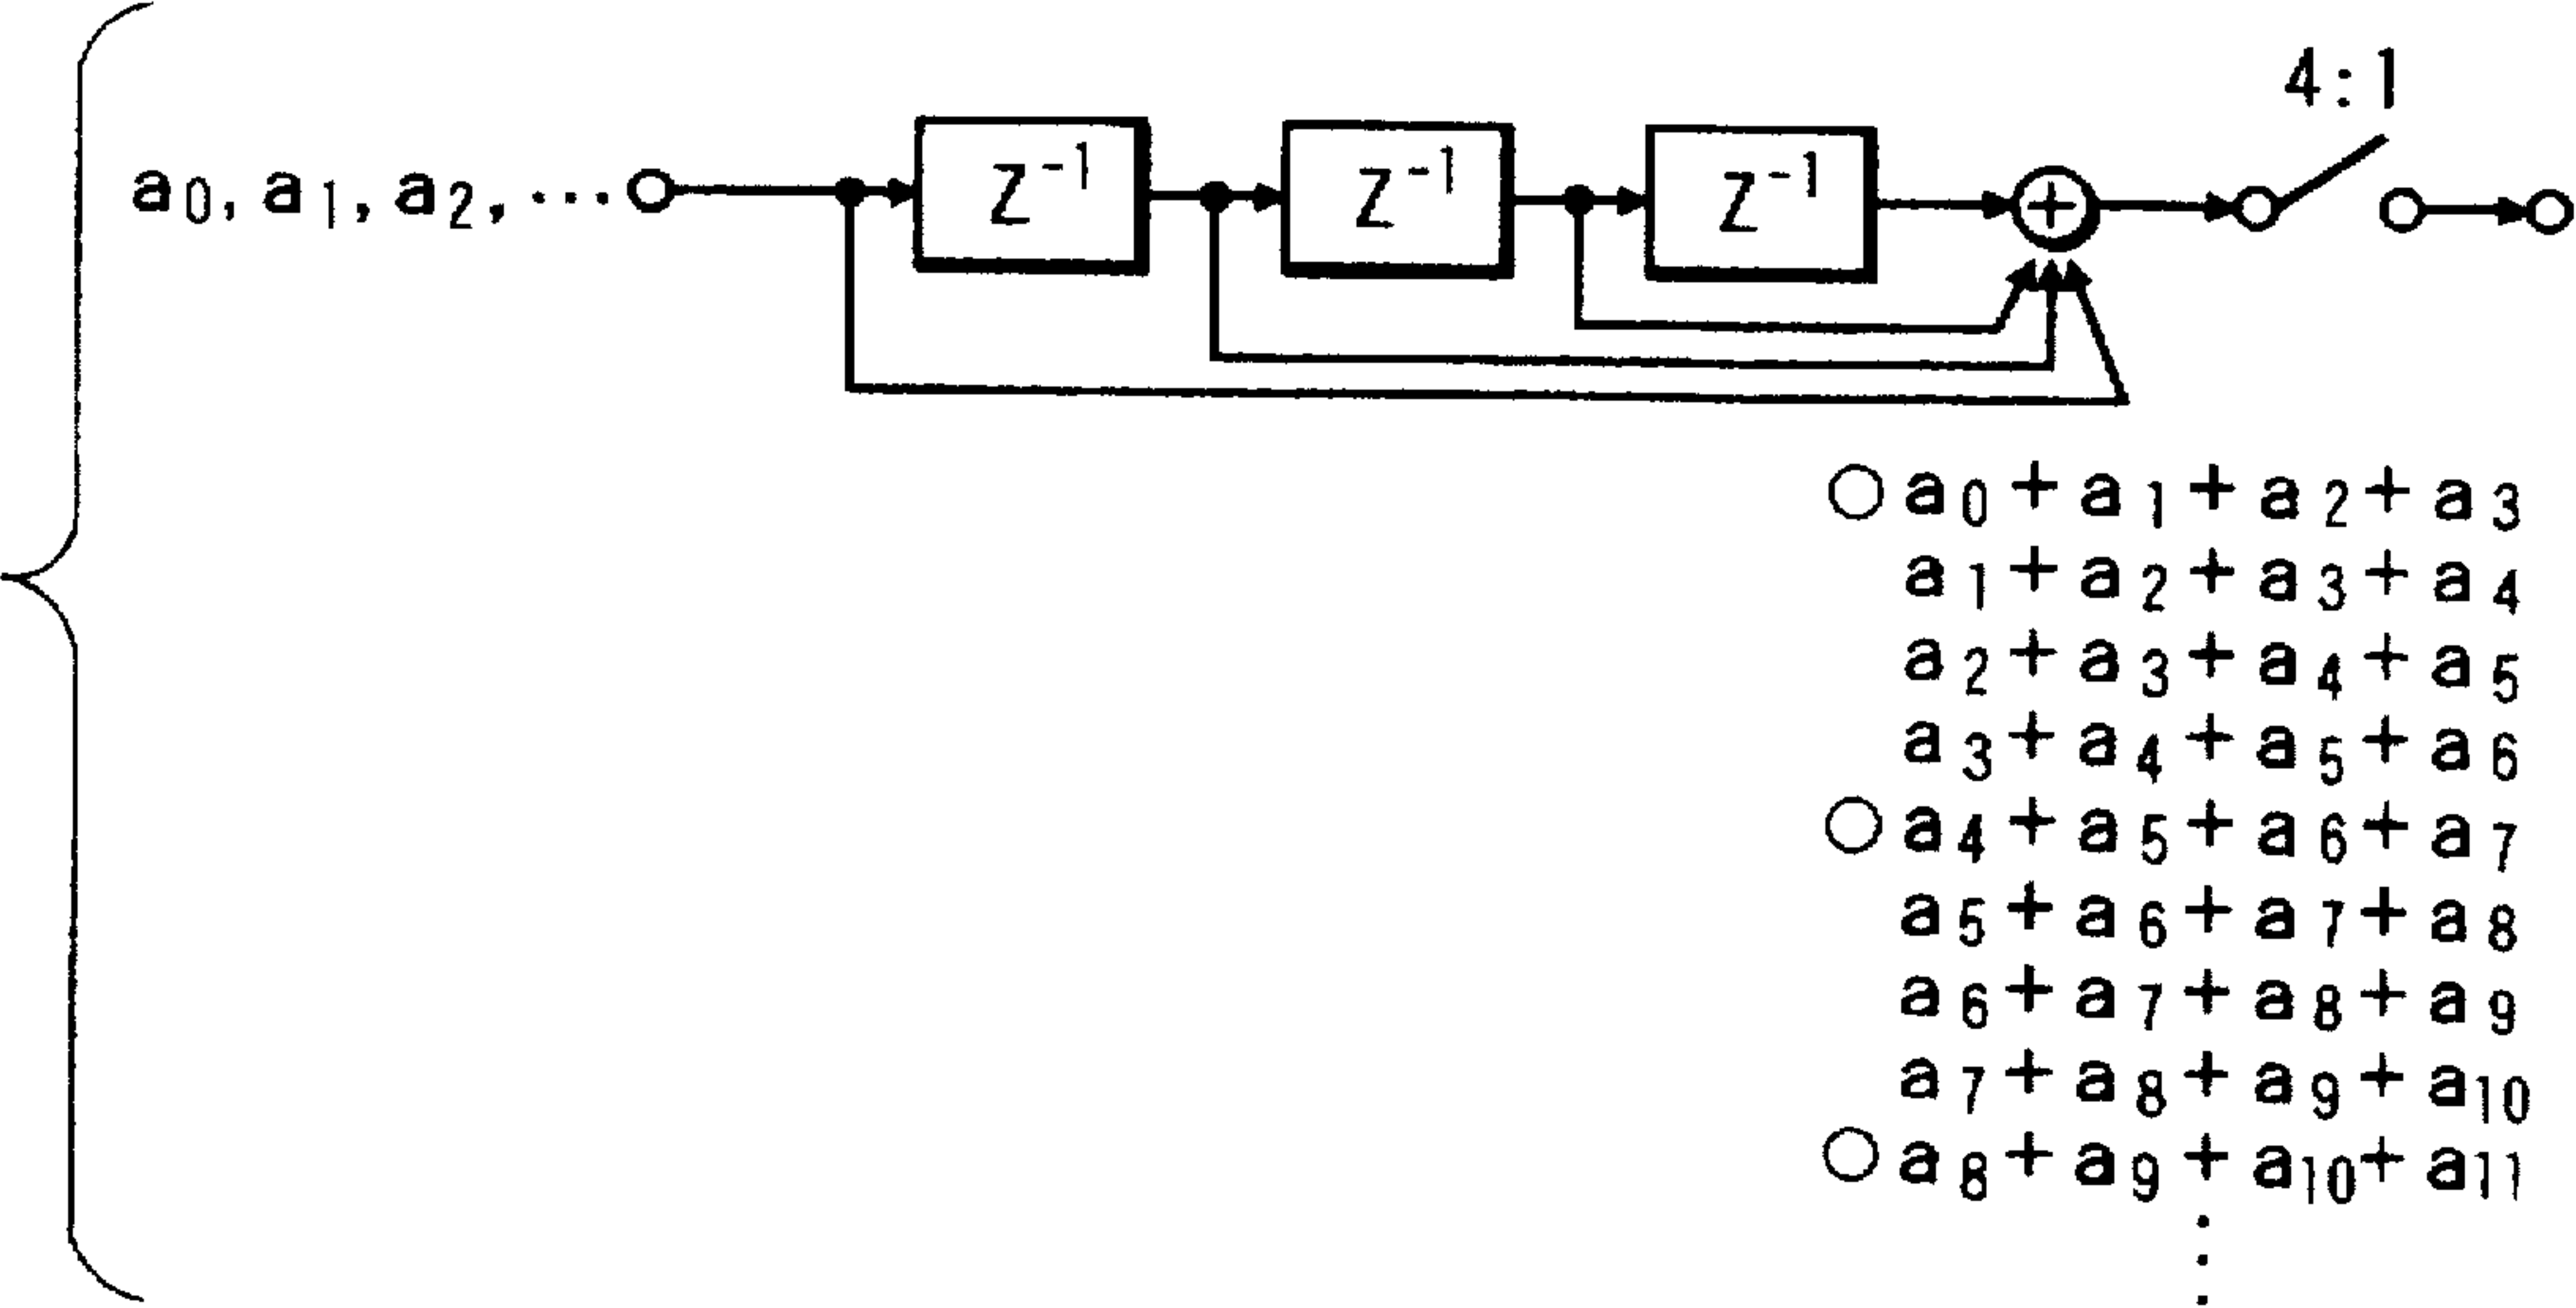 4:1
a₀, a₁, a₂, ···
Z⁻¹ Z⁻¹ Z⁻¹ +
○ a₀ + a₁ + a₂ + a₃
a₁ + a₂ + a₃ + a₄
a₂ + a₃ + a₄ + a₅
a₃ + a₄ + a₅ + a₆
○ a₄ + a₅ + a₆ + a₇
a₅ + a₆ + a₇ + a₈
a₆ + a₇ + a₈ + a₉
a₇ + a₈ + a₉ + a₁₀
○ a₈ + a₉ + a₁₀ + a₁₁
⋮